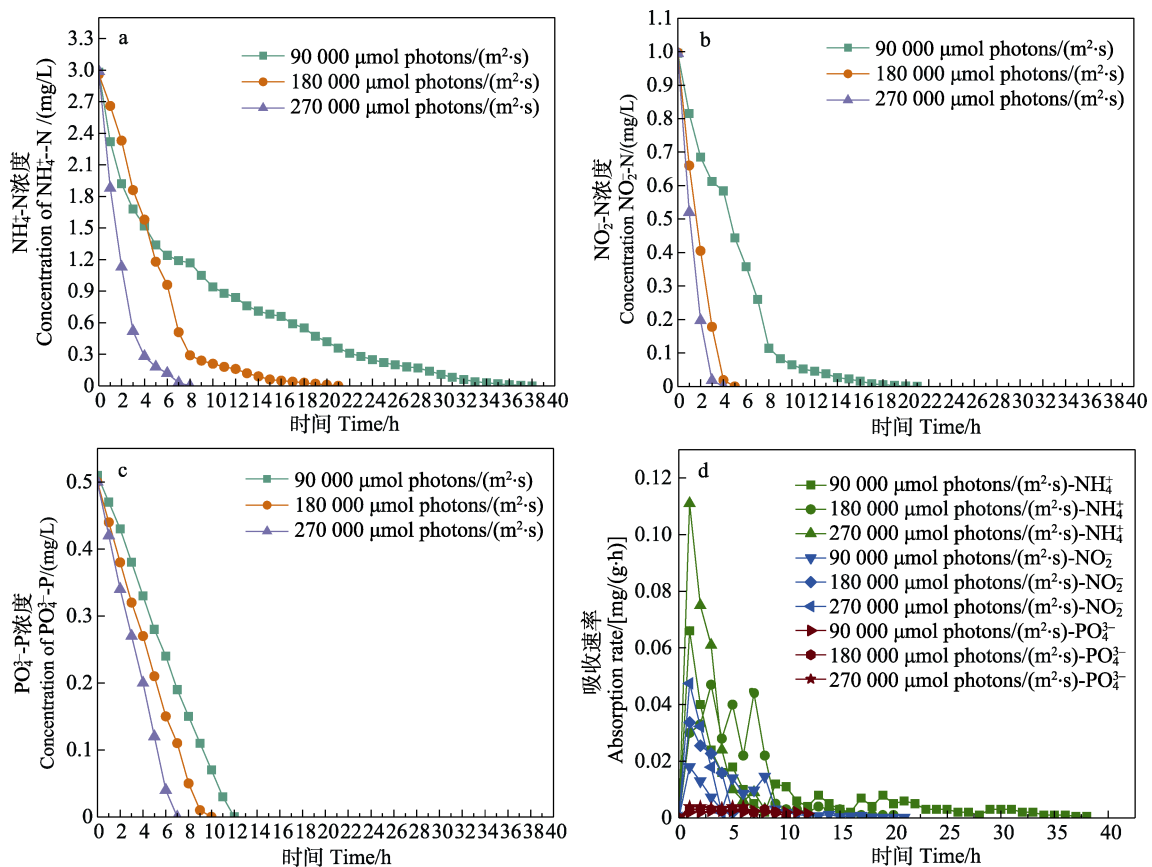 a
90 000 μmol photons/(m²·s)
180 000 μmol photons/(m²·s)
270 000 μmol photons/(m²·s)
3.3
3.0
2.7
2.4
2.1
1.8
1.5
1.2
0.9
0.6
0.3
0
NH₄⁺-N浓度
Concentration of NH₄⁺--N /(mg/L)
0 2 4 6 8 10 12 14 16 18 20 22 24 26 28 30 32 34 36 38 40
时间 Time/h
b
90 000 μmol photons/(m²·s)
180 000 μmol photons/(m²·s)
270 000 μmol photons/(m²·s)
1.1
1.0
0.9
0.8
0.7
0.6
0.5
0.4
0.3
0.2
0.1
0
NO₂⁻-N浓度
Concentration NO₂⁻-N/(mg/L)
0 2 4 6 8 10 12 14 16 18 20 22 24 26 28 30 32 34 36 38 40
时间 Time/h
c
90 000 μmol photons/(m²·s)
180 000 μmol photons/(m²·s)
270 000 μmol photons/(m²·s)
0.5
0.4
0.3
0.2
0.1
0
PO₄³⁻-P浓度
Concentration of PO₄³⁻-P/(mg/L)
0 2 4 6 8 10 12 14 16 18 20 22 24 26 28 30 32 34 36 38 40
时间 Time/h
d
90 000 μmol photons/(m²·s)-NH₄⁺
180 000 μmol photons/(m²·s)-NH₄⁺
270 000 μmol photons/(m²·s)-NH₄⁺
90 000 μmol photons/(m²·s)-NO₂⁻
180 000 μmol photons/(m²·s)-NO₂⁻
270 000 μmol photons/(m²·s)-NO₂⁻
90 000 μmol photons/(m²·s)-PO₄³⁻
180 000 μmol photons/(m²·s)-PO₄³⁻
270 000 μmol photons/(m²·s)-PO₄³⁻
0.12
0.10
0.08
0.06
0.04
0.02
0
吸收速率
Absorption rate/[mg/(g·h)]
0 5 10 15 20 25 30 35 40
时间 Time/h